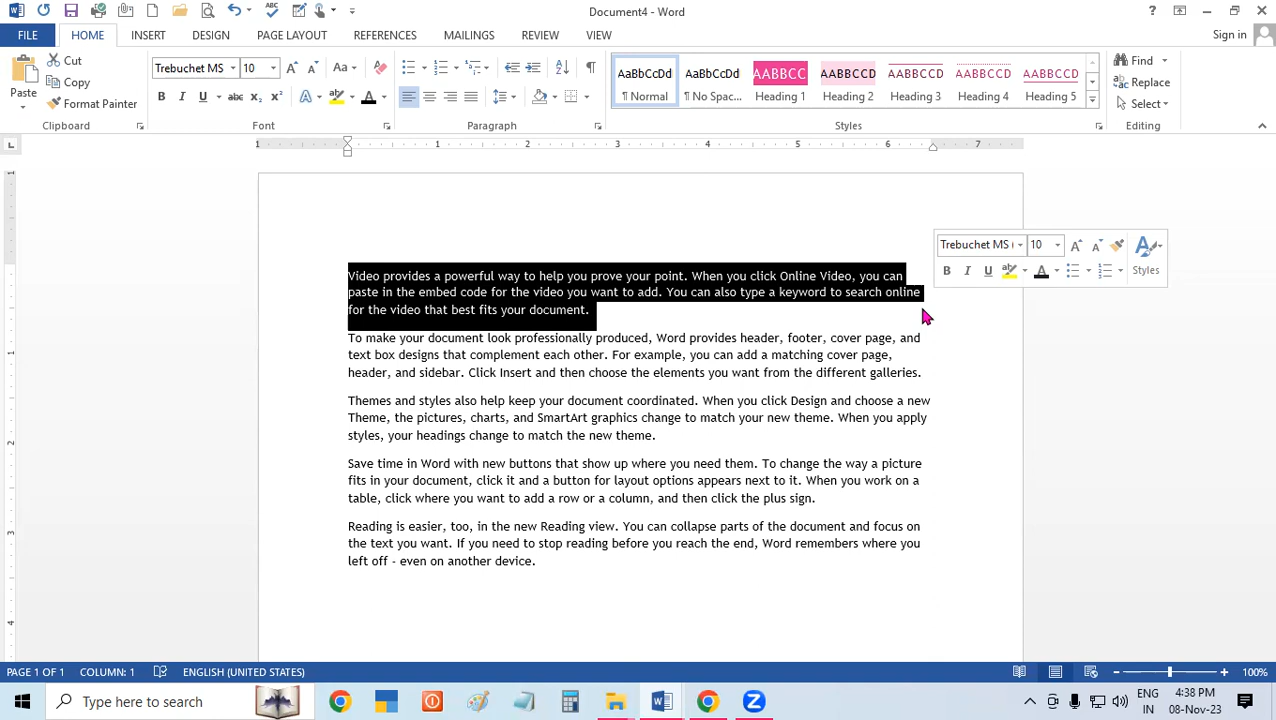 Document4 - Word
Sign in
FILE HOME INSERT DESIGN PAGE LAYOUT REFERENCES MAILINGS REVIEW VIEW
Paste
Cut
Copy
Format Painter
Clipboard
Trebuchet MS 10
Font
Paragraph
AaBbCcDd ¶ Normal
AaBbCcDd ¶ No Spac...
AABBCC Heading 1
AABBCC Heading 2
AABBCC Heading 3
AABBCC Heading 4
AABBCC Heading 5
Styles
Find
Replace
Select
Editing
1 1 2 3 4 5 6 7
Trebuchet MS ( 10
Styles
Video provides a powerful way to help you prove your point. When you click Online Video, you can
paste in the embed code for the video you want to add. You can also type a keyword to search online
for the video that best fits your document.
To make your document look professionally produced, Word provides header, footer, cover page, and
text box designs that complement each other. For example, you can add a matching cover page,
header, and sidebar. Click Insert and then choose the elements you want from the different galleries.
Themes and styles also help keep your document coordinated. When you click Design and choose a new
Theme, the pictures, charts, and SmartArt graphics change to match your new theme. When you apply
styles, your headings change to match the new theme.
Save time in Word with new buttons that show up where you need them. To change the way a picture
fits in your document, click it and a button for layout options appears next to it. When you work on a
table, click where you want to add a row or a column, and then click the plus sign.
Reading is easier, too, in the new Reading view. You can collapse parts of the document and focus on
the text you want. If you need to stop reading before you reach the end, Word remembers where you
left off - even on another device.
PAGE 1 OF 1 COLUMN: 1 ENGLISH (UNITED STATES) 100%
Type here to search
ENG 4:38 PM
IN 08-Nov-23